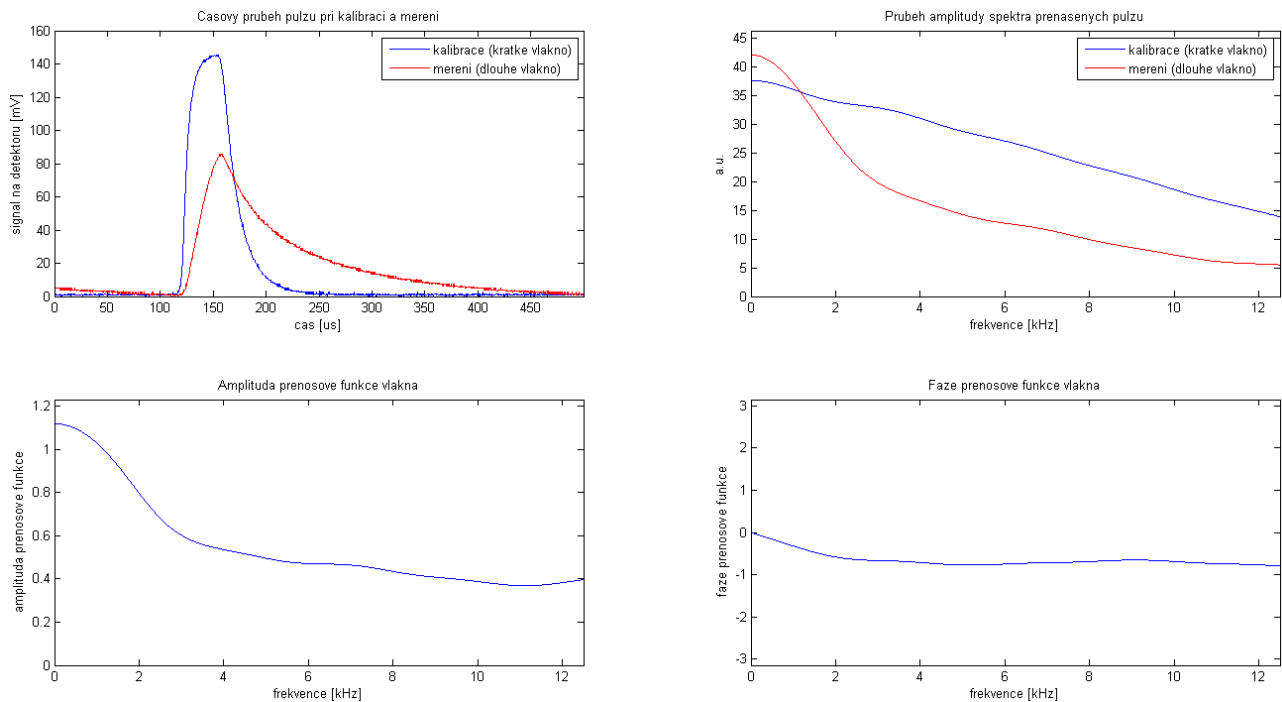 Casovy prubeh pulzu pri kalibraci a mereni
160
140
120
100
80
60
40
20
0
signal na detektoru [mV]
kalibrace (kratke vlakno)
mereni (dlouhe vlakno)
0 50 100 150 200 250 300 350 400 450
cas [us]
Prubeh amplitudy spektra prenasenych pulzu
45
40
35
30
25
20
15
10
5
0
a.u.
kalibrace (kratke vlakno)
mereni (dlouhe vlakno)
0 2 4 6 8 10 12
frekvence [kHz]
Amplituda prenosove funkce vlakna
1.2
1
0.8
0.6
0.4
0.2
0
amplituda prenosove funkce
0 2 4 6 8 10 12
frekvence [kHz]
Faze prenosove funkce vlakna
3
2
1
0
-1
-2
-3
faze prenosove funkce
0 2 4 6 8 10 12
frekvence [kHz]